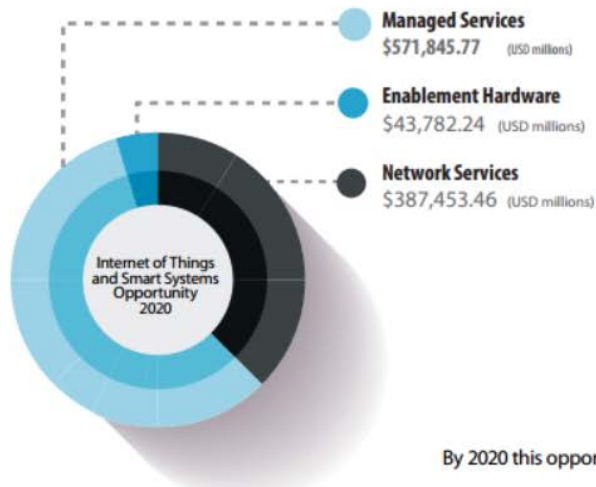 Managed Services
$571,845.77 (USD millions)
Enablement Hardware
$43,782.24 (USD millions)
Network Services
$387,453.46 (USD millions)
Internet of Things
and Smart Systems
Opportunity
2020
By 2020 this oppor